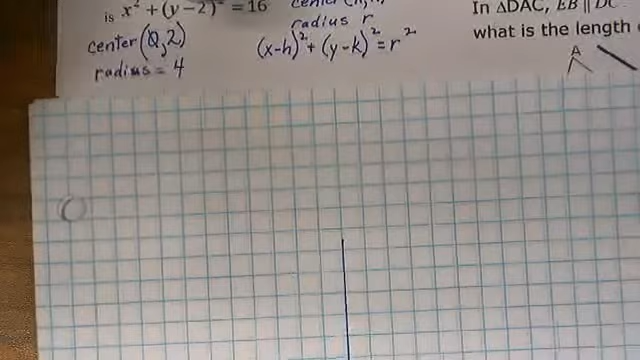 is x² + (y-2)² = 16
center (0,2)
radius = 4
radius r
(x-h)² + (y-k)² = r²
In ΔDAC, EB ∥ DC
what is the length
A